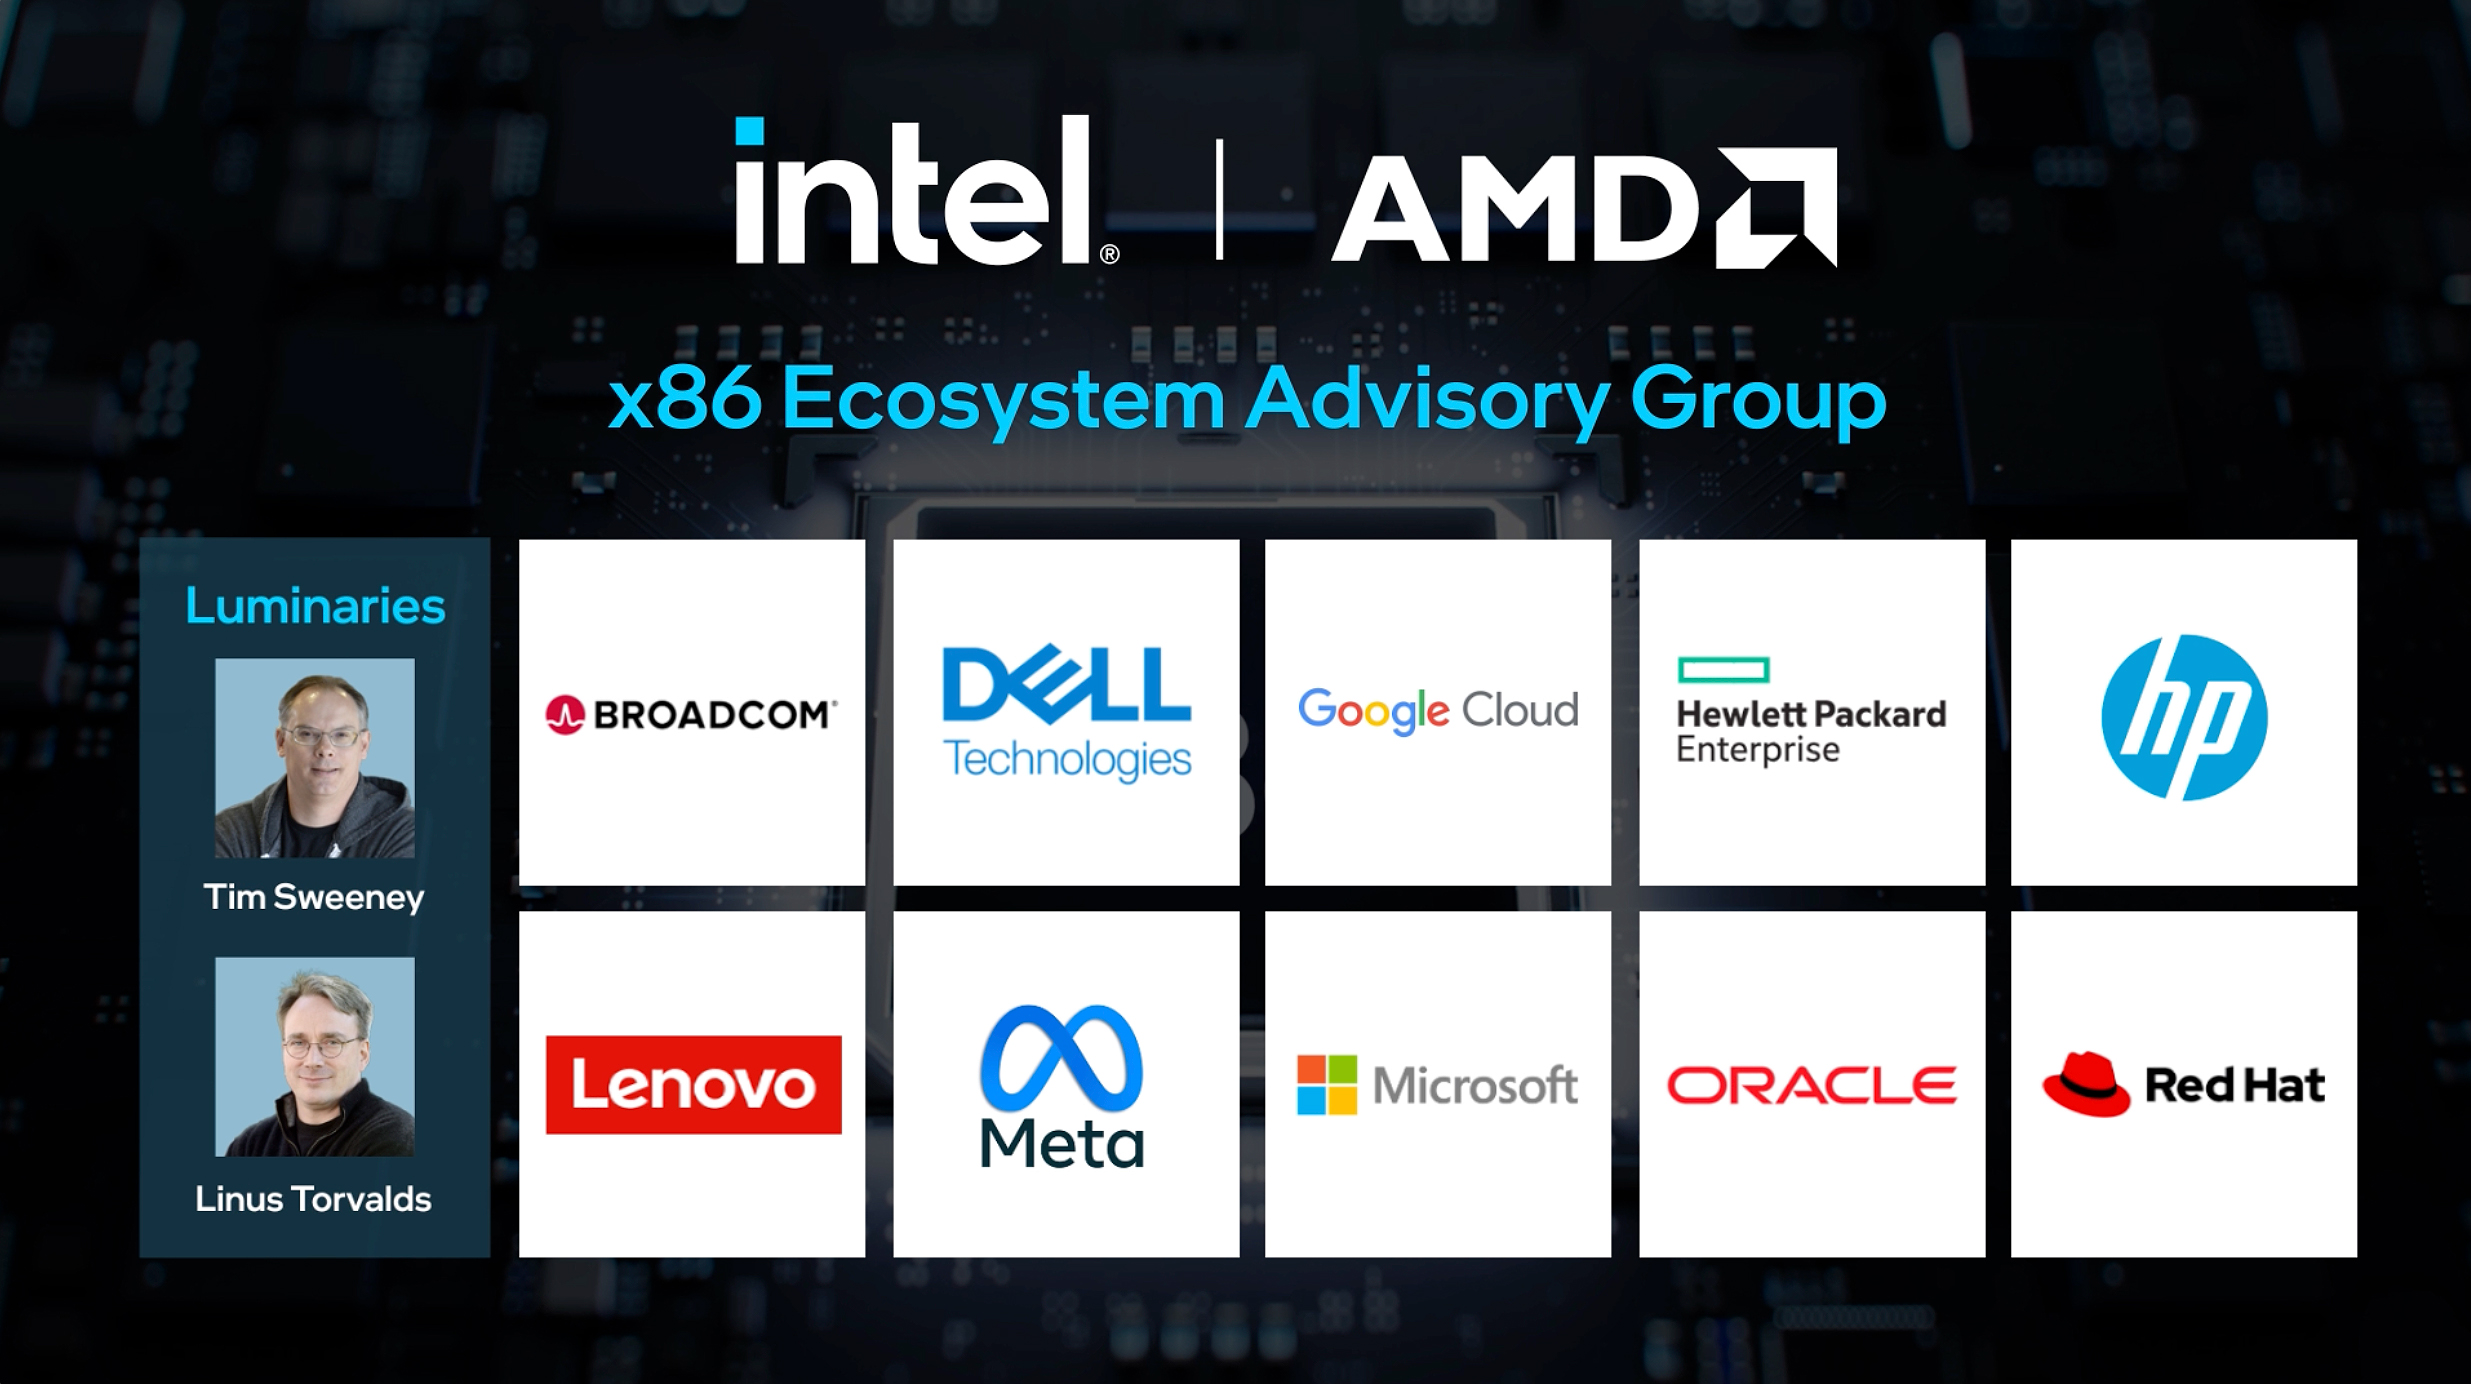 intel®
AMD
x86 Ecosystem Advisory Group
Luminaries
Tim Sweeney
Linus Torvalds
BROADCOM®
DELL
Technologies
Google Cloud
Hewlett Packard
Enterprise
hp
Lenovo
Meta
Microsoft
ORACLE
Red Hat